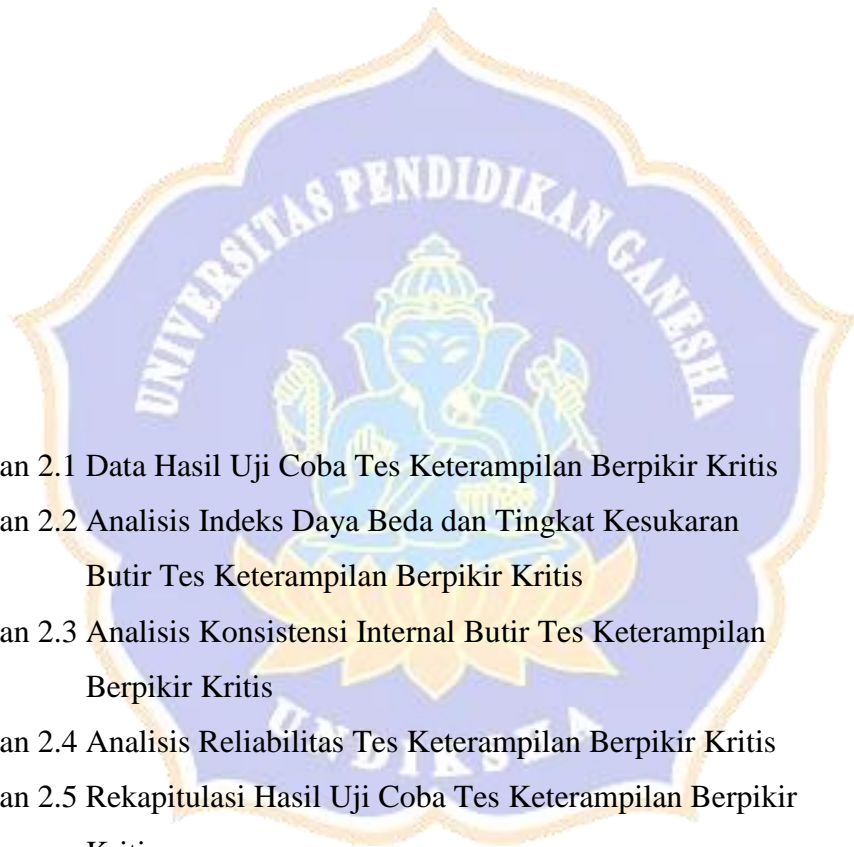 UNIVERSITAS PENDIDIKAN GANESHA
an 2.1 Data Hasil Uji Coba Tes Keterampilan Berpikir Kritis
an 2.2 Analisis Indeks Daya Beda dan Tingkat Kesukaran
Butir Tes Keterampilan Berpikir Kritis
an 2.3 Analisis Konsistensi Internal Butir Tes Keterampilan
Berpikir Kritis
UNDIKSHA
an 2.4 Analisis Reliabilitas Tes Keterampilan Berpikir Kritis
an 2.5 Rekapitulasi Hasil Uji Coba Tes Keterampilan Berpikir